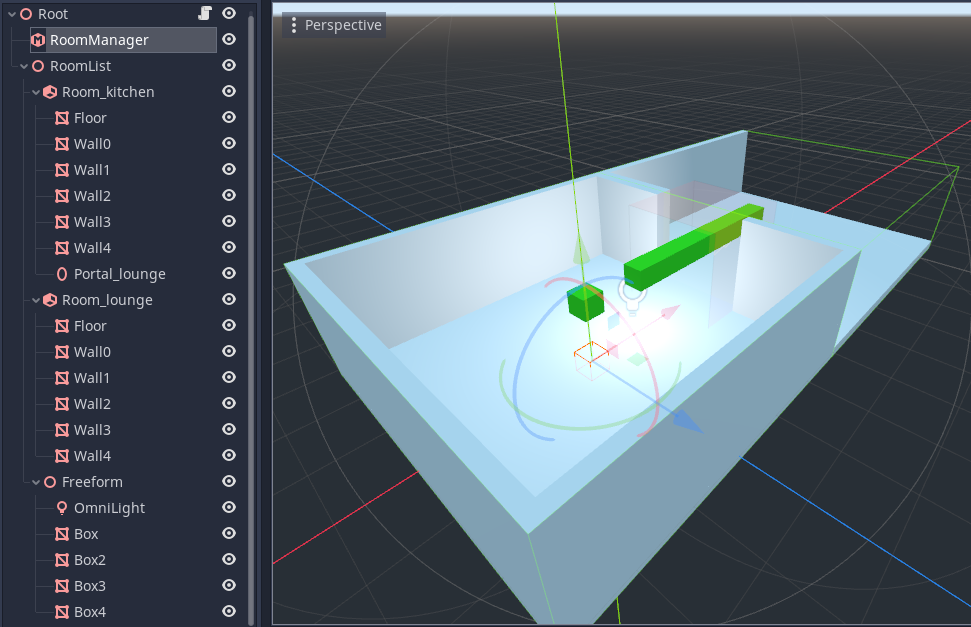 Root
RoomManager
RoomList
Room_kitchen
Floor
Wall0
Wall1
Wall2
Wall3
Wall4
Portal_lounge
Room_lounge
Floor
Wall0
Wall1
Wall2
Wall3
Wall4
Freeform
OmniLight
Box
Box2
Box3
Box4
Perspective